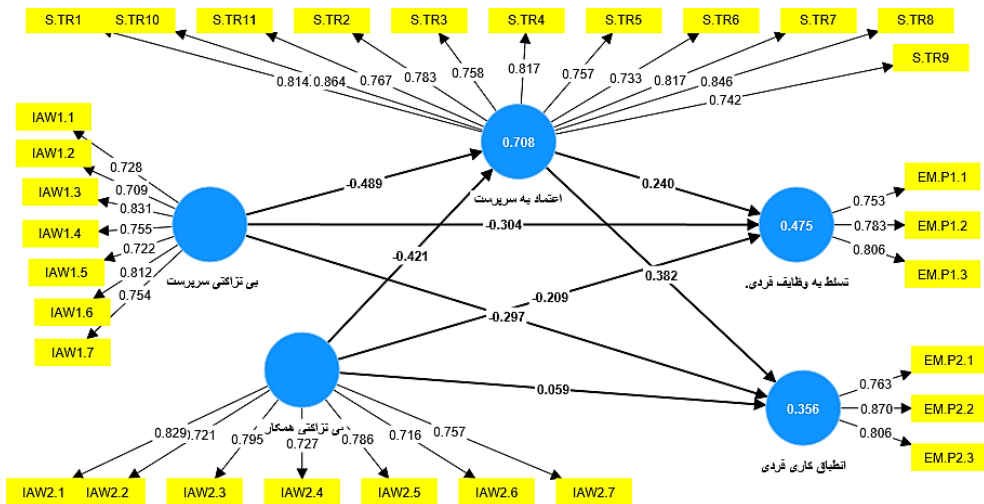 S.TR1 S.TR10 S.TR11 S.TR2 S.TR3 S.TR4 S.TR5 S.TR6 S.TR7 S.TR8
S.TR9
0.814 0.864 0.767 0.783 0.758 0.817 0.757 0.733 0.817 0.846
0.742
IAW1.1
IAW1.2
IAW1.3
IAW1.4
IAW1.5
IAW1.6
IAW1.7
0.728
0.709
0.831
0.755
0.722
0.812
0.754
بی نزاکتی سرپرست
0.708
اعتماد به سرپرست
-0.489
-0.304
-0.421
-0.297
0.240
0.382
-0.209
0.059
0.475
تسلط به وظایف فردی.
0.753
0.783
0.806
EM.P1.1
EM.P1.2
EM.P1.3
0.356
انطباق کاری فردی
0.763
0.870
0.806
EM.P2.1
EM.P2.2
EM.P2.3
بی نزاکتی همکار
0.829 0.721 0.795 0.727 0.786 0.716 0.757
IAW2.1 IAW2.2 IAW2.3 IAW2.4 IAW2.5 IAW2.6 IAW2.7